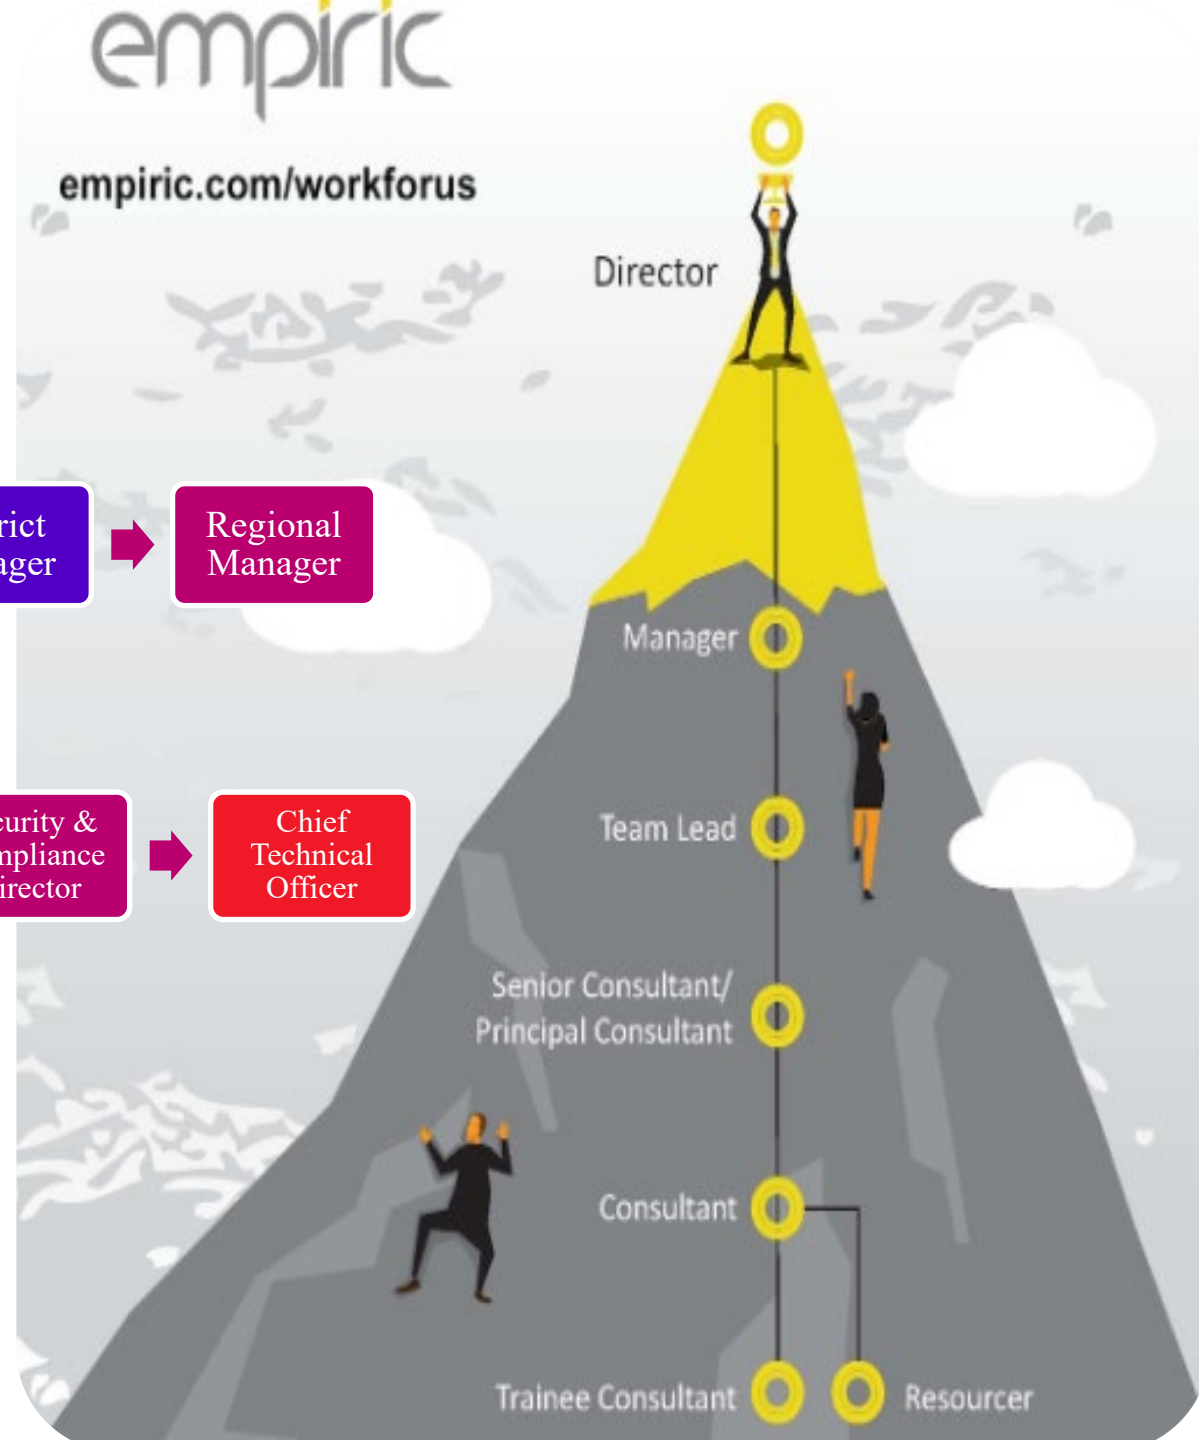 empiric
empiric.com/workforus
Director
Regional
Manager
Manager
Chief
Technical
Officer
Team Lead
Senior Consultant/
Principal Consultant
Consultant
Trainee Consultant
Resourcer